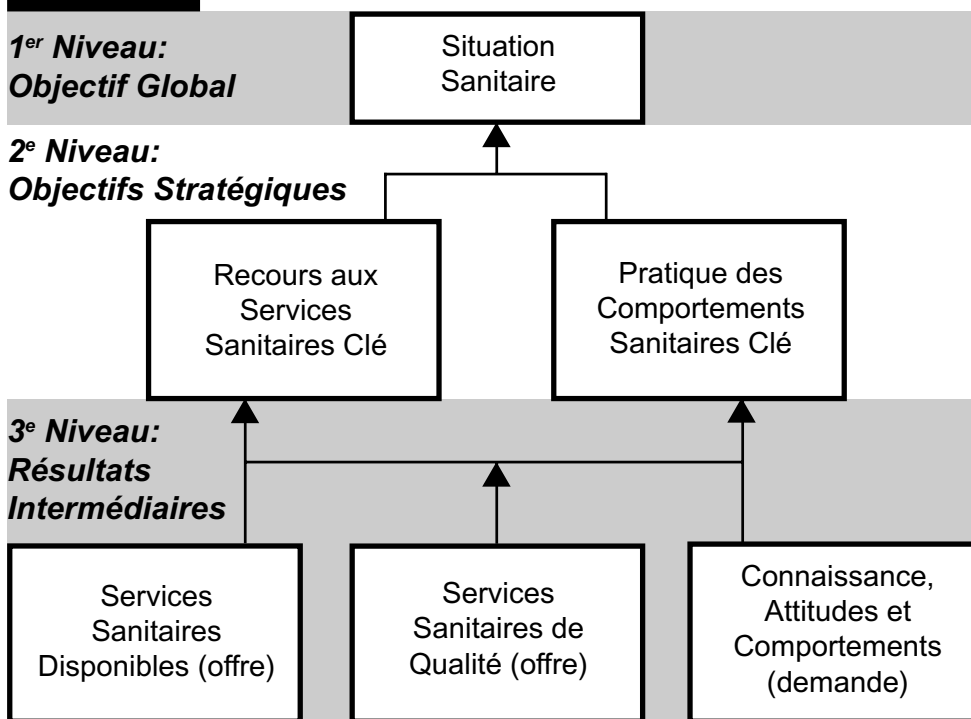 1er Niveau:
Objectif Global
Situation
Sanitaire
2e Niveau:
Objectifs Stratégiques
Recours aux
Services
Sanitaires Clé
Pratique des
Comportements
Sanitaires Clé
3e Niveau:
Résultats
Intermédiaires
Services
Sanitaires
Disponibles (offre)
Services
Sanitaires de
Qualité (offre)
Connaissance,
Attitudes et
Comportements
(demande)